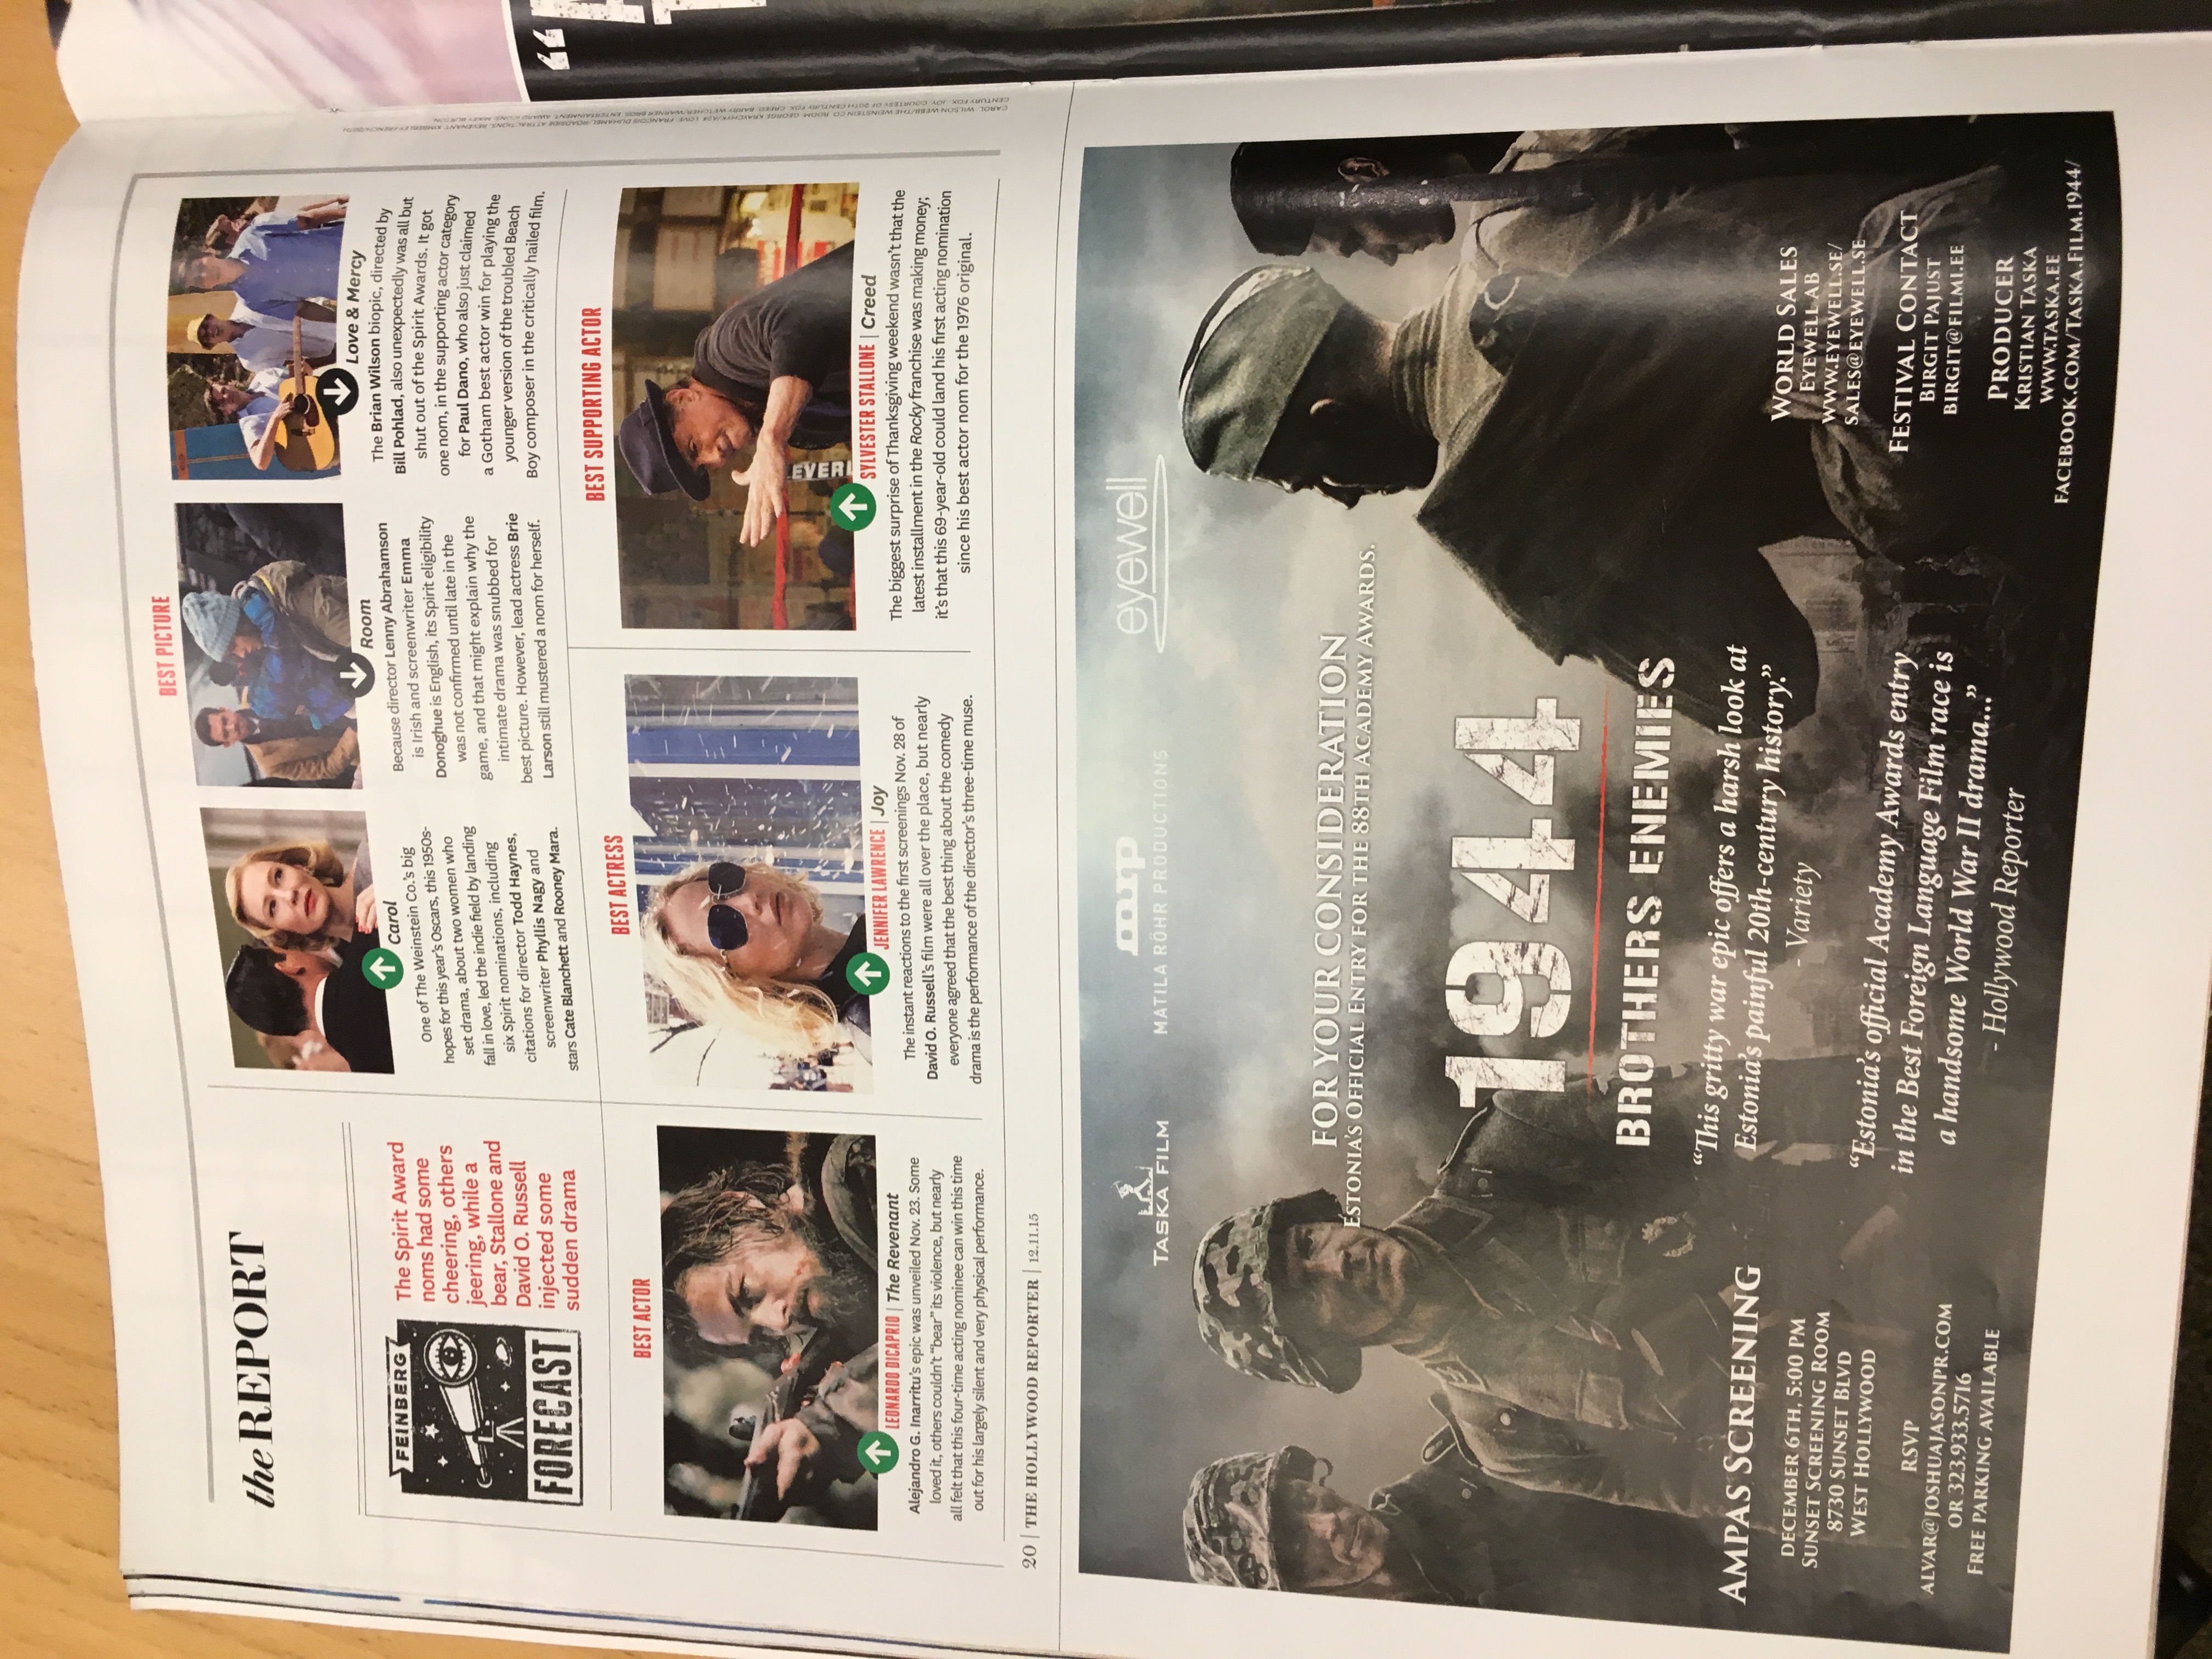 the REPORT
FEINBERG
FORECAST
The Spirit Award
noms had some
cheering, others
jeering, while a
bear, Stallone and
David O. Russell
injected some
sudden drama
BEST PICTURE
Carol
One of The Weinstein Co.'s big
hopes for this year's Oscars, this 1950s-
set drama, about two women who
fall in love, led the indie field by landing
six Spirit nominations, including
citations for director Todd Haynes,
screenwriter Phyllis Nagy and
stars Cate Blanchett and Rooney Mara.
Room
Because director Lenny Abrahamson
is Irish and screenwriter Emma
Donoghue is English, its Spirit eligibility
was not confirmed until late in the
game, and that might explain why the
intimate drama was snubbed for
best picture. However, lead actress Brie
Larson still mustered a nom for herself.
Love & Mercy
The Brian Wilson biopic, directed by
Bill Pohlad, also unexpectedly was all but
shut out of the Spirit Awards. It got
one nom, in the supporting actor category
for Paul Dano, who also just claimed
a Gotham best actor win for playing the
younger version of the troubled Beach
Boy composer in the critically hailed film.
BEST ACTOR
LEONARDO DICAPRIO | The Revenant
Alejandro G. Inarritu's epic was unveiled Nov. 23. Some
loved it, others couldn't "bear" its violence, but nearly
all felt that this four-time acting nominee can win this time
out for his largely silent and very physical performance.
BEST ACTRESS
JENNIFER LAWRENCE | Joy
The instant reactions to the first screenings Nov. 28 of
David O. Russell's film were all over the place, but nearly
everyone agreed that the best thing about the comedy
drama is the performance of the director's three-time muse.
BEST SUPPORTING ACTOR
EVERL
SYLVESTER STALLONE | Creed
The biggest surprise of Thanksgiving weekend wasn't that the
latest installment in the Rocky franchise was making money;
it's that this 69-year-old could land his first acting nomination
since his best actor nom for the 1976 original.
20 | THE HOLLYWOOD REPORTER | 12.11.15
TASKA FILM
mrp
MATILA RÖHR PRODUCTIONS
eyewell
FOR YOUR CONSIDERATION
ESTONIA'S OFFICIAL ENTRY FOR THE 88TH ACADEMY AWARDS.
1944
BROTHERS ENEMIES
"This gritty war epic offers a harsh look at
Estonia's painful 20th-century history."
- Variety
"Estonia's official Academy Awards entry
in the Best Foreign Language Film race is
a handsome World War II drama..."
- Hollywood Reporter
AMPAS SCREENING
DECEMBER 6TH, 5:00 PM
SUNSET SCREENING ROOM
8730 SUNSET BLVD
WEST HOLLYWOOD
RSVP
ALVAR@JOSHUAJASONPR.COM
OR 323.933.5716
FREE PARKING AVAILABLE
WORLD SALES
EYEWELL AB
WWW.EYEWELL.SE/
SALES@EYEWELL.SE
FESTIVAL CONTACT
BIRGIT PAJUST
BIRGIT@FILMI.EE
PRODUCER
KRISTIAN TASKA
WWW.TASKA.EE
FACEBOOK.COM/TASKA.FILM.1944/